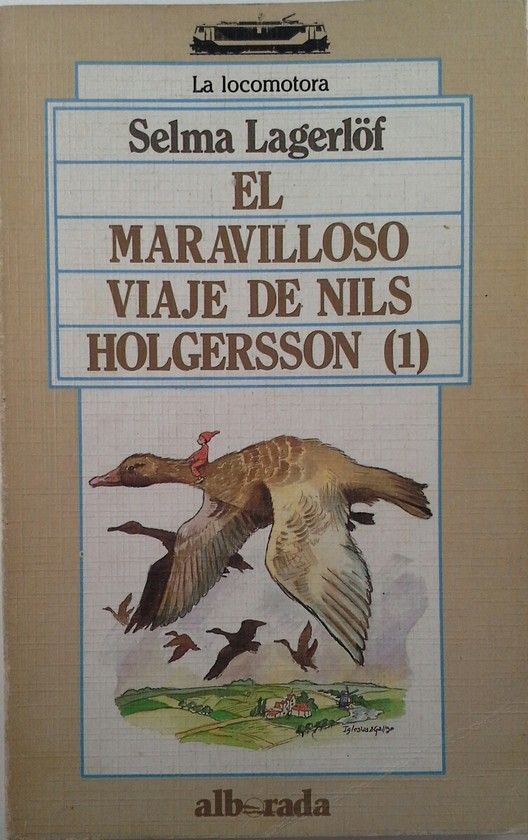 La locomotora
Selma Lagerlöf
EL
MARAVILLOSO
VIAJE DE NILS
HOLGERSSON (1)
alborada